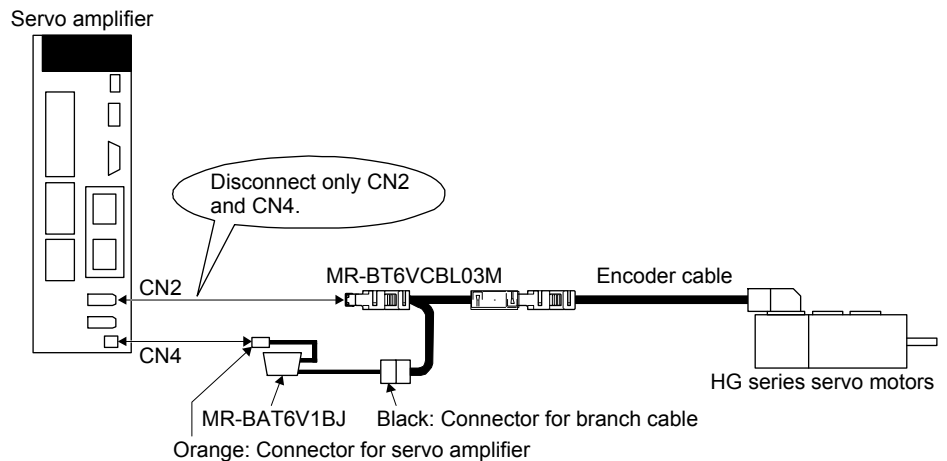 Servo amplifier
Disconnect only CN2
and CN4.
CN2
MR-BT6VCBL03M
Encoder cable
CN4
HG series servo motors
MR-BAT6V1BJ
Black: Connector for branch cable
Orange: Connector for servo amplifier